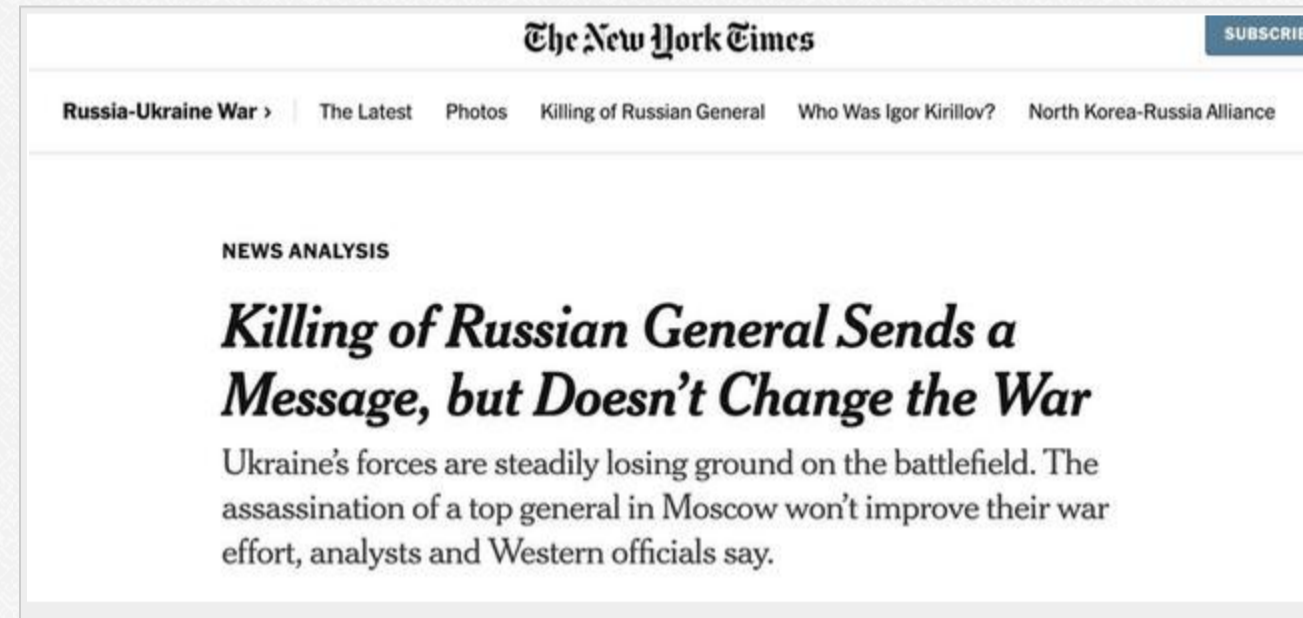 The New York Times
SUBSCRIBE
Russia-Ukraine War ›
The Latest
Photos
Killing of Russian General
Who Was Igor Kirillov?
North Korea-Russia Alliance
NEWS ANALYSIS
Killing of Russian General Sends a
Message, but Doesn’t Change the War
Ukraine’s forces are steadily losing ground on the battlefield. The
assassination of a top general in Moscow won’t improve their war
effort, analysts and Western officials say.